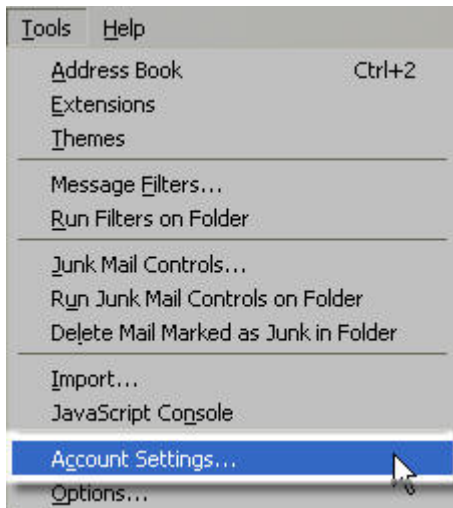 Tools Help
Address Book Ctrl+2
Extensions
Themes
Message Filters...
Run Filters on Folder
Junk Mail Controls...
Run Junk Mail Controls on Folder
Delete Mail Marked as Junk in Folder
Import...
JavaScript Console
Account Settings...
Options...